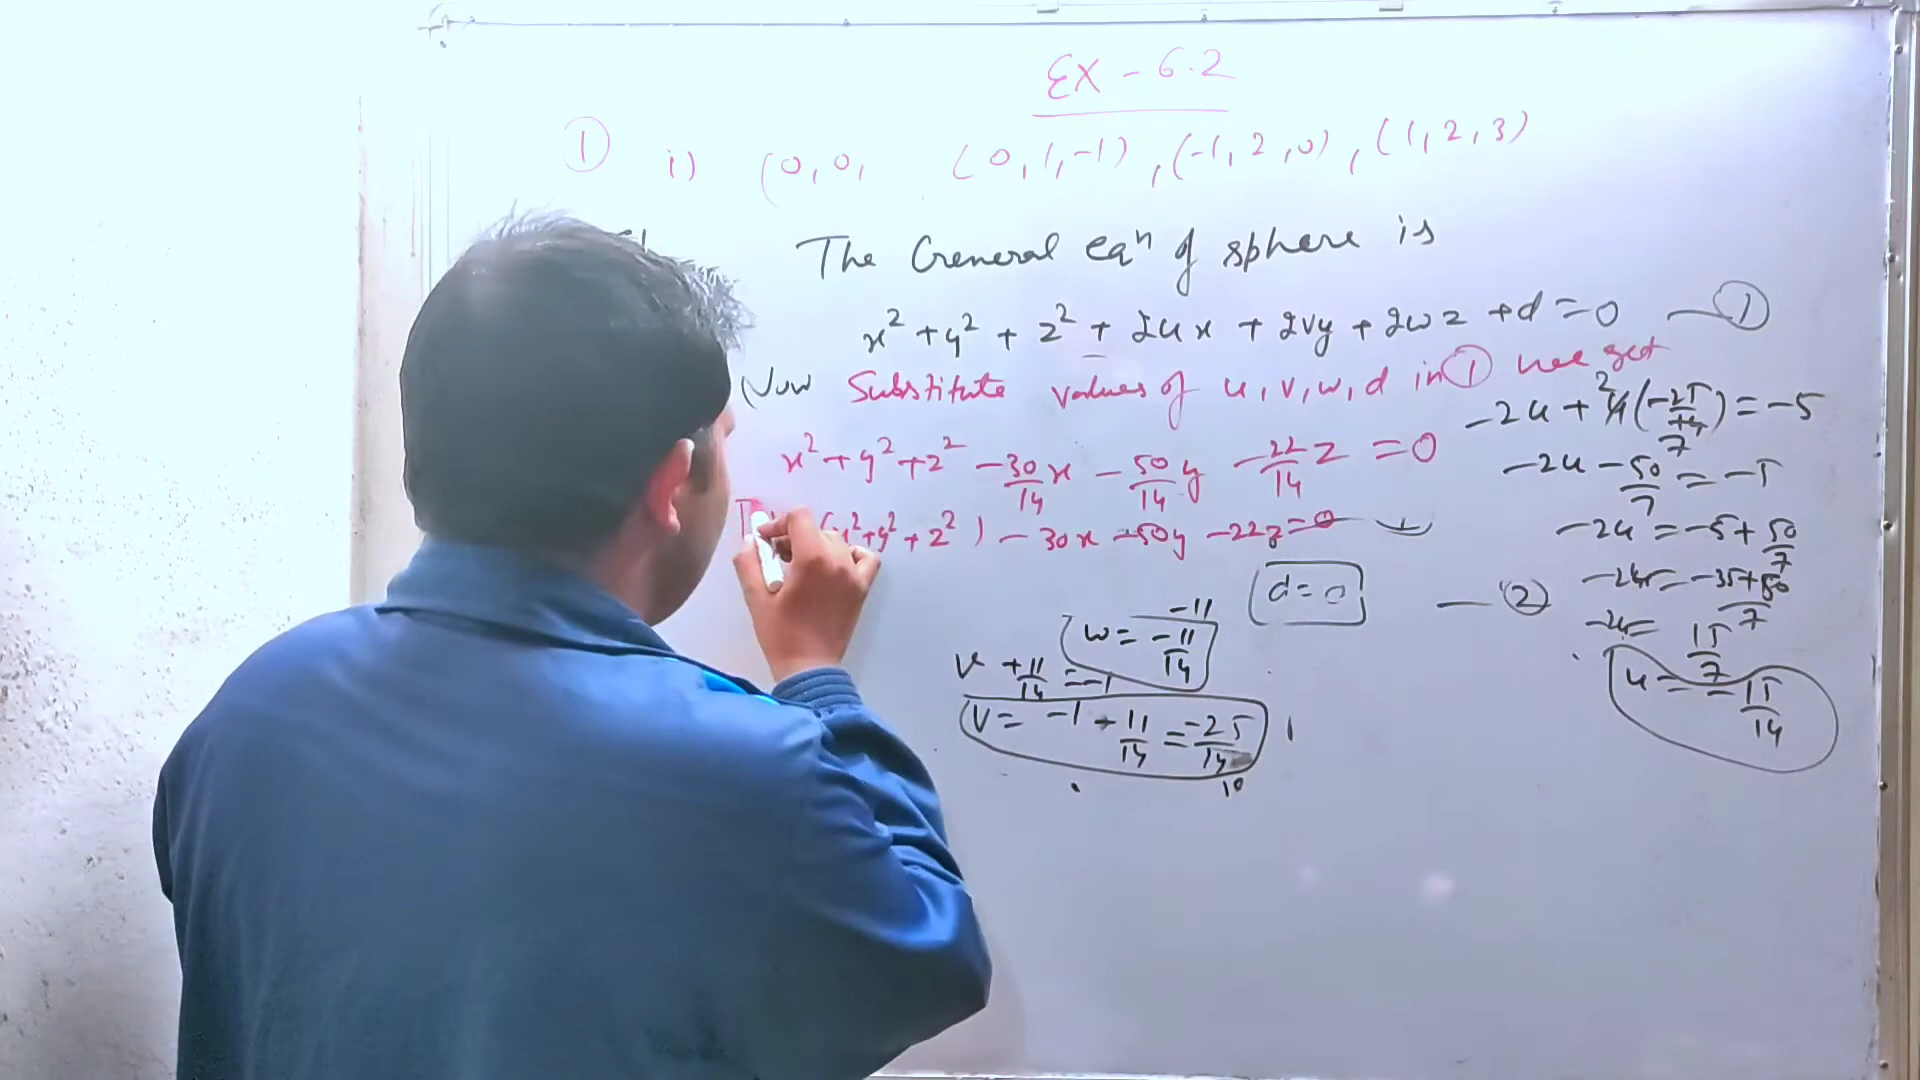 EX - 6.2
① i) (0, 0, (0, 1, -1), (-1, 2, 0), (1, 2, 3)
The General eqⁿ of sphere is
x² + y² + z² + 2ux + 2vy + 2wz + d = 0 — ①
Now Substitute values of u, v, w, d in ① we get
x² + y² + z² - 30/14 x - 50/14 y - 22/14 z = 0
(x² + y² + z²) - 30x - 50y - 22z = 0
d = 0 — ②
-11
w = -11/14
v + 11/14 = -1
v = -1 + 11/14 = -25/14
10
-2u + 4(-25/14) = -5
2
7
-2u - 50/7 = -5
-2u = -5 + 50/7
-2u = -35 + 50/7
-2u = 15/7
u = -15/14